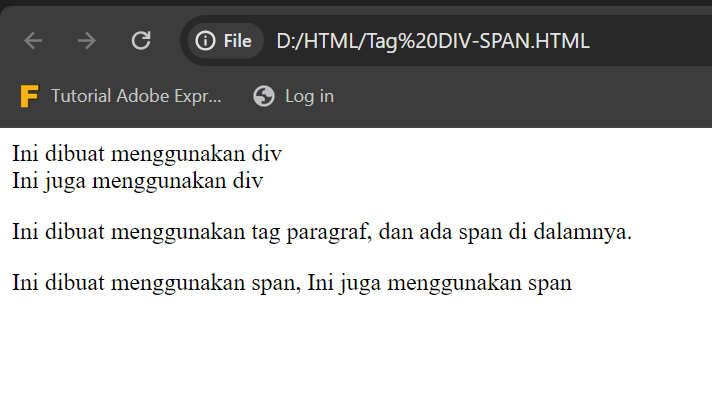 File D:/HTML/Tag%20DIV-SPAN.HTML
Tutorial Adobe Expr... Log in
Ini dibuat menggunakan div
Ini juga menggunakan div
Ini dibuat menggunakan tag paragraf, dan ada span di dalamnya.
Ini dibuat menggunakan span, Ini juga menggunakan span